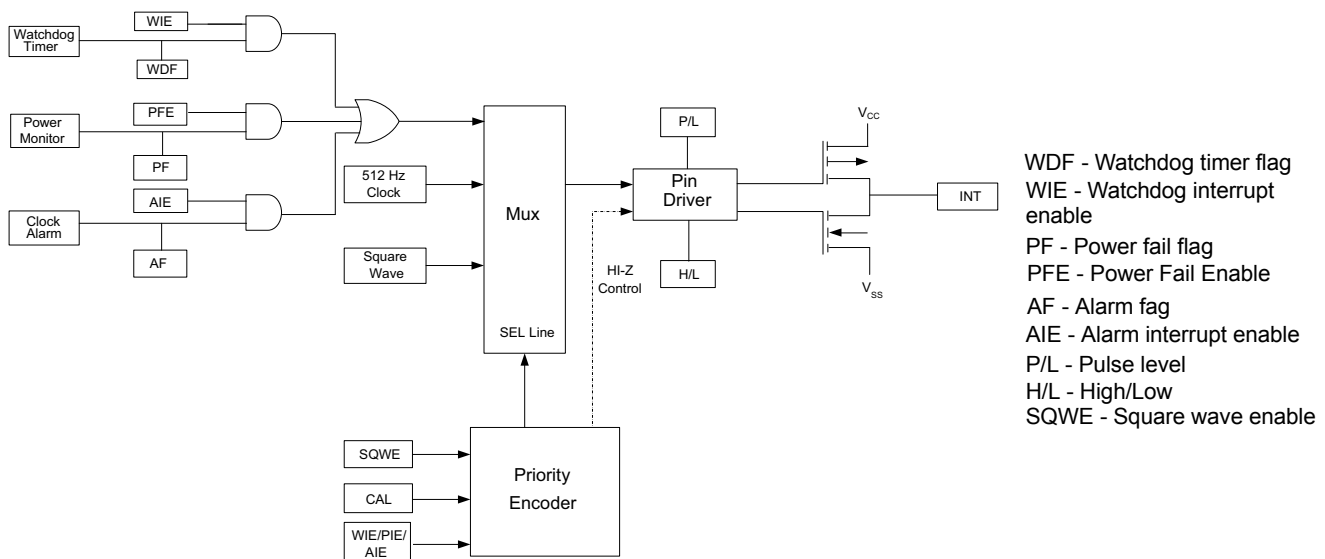 WIE
Watchdog
Timer
WDF
PFE
Power
Monitor
PF
AIE
Clock
Alarm
AF
512 Hz
Clock
Square
Wave
Mux
SEL Line
P/L
Pin
Driver
H/L
HI-Z
Control
VCC
VSS
INT
SQWE
CAL
WIE/PIE/
AIE
Priority
Encoder
WDF - Watchdog timer flag
WIE - Watchdog interrupt
enable
PF - Power fail flag
PFE - Power Fail Enable
AF - Alarm fag
AIE - Alarm interrupt enable
P/L - Pulse level
H/L - High/Low
SQWE - Square wave enable